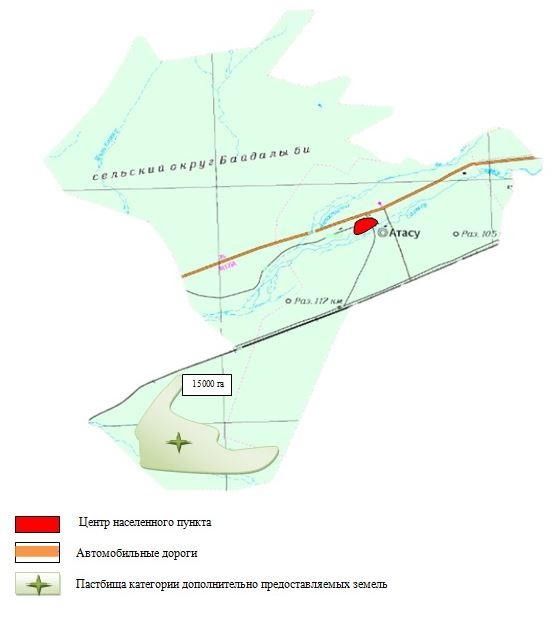 сельский округ Байдалы би
Атасу
Раз. 105
Раз. 117 км
15000 га
Центр населенного пункта
Автомобильные дороги
Пастбища категории дополнительно предоставляемых земель